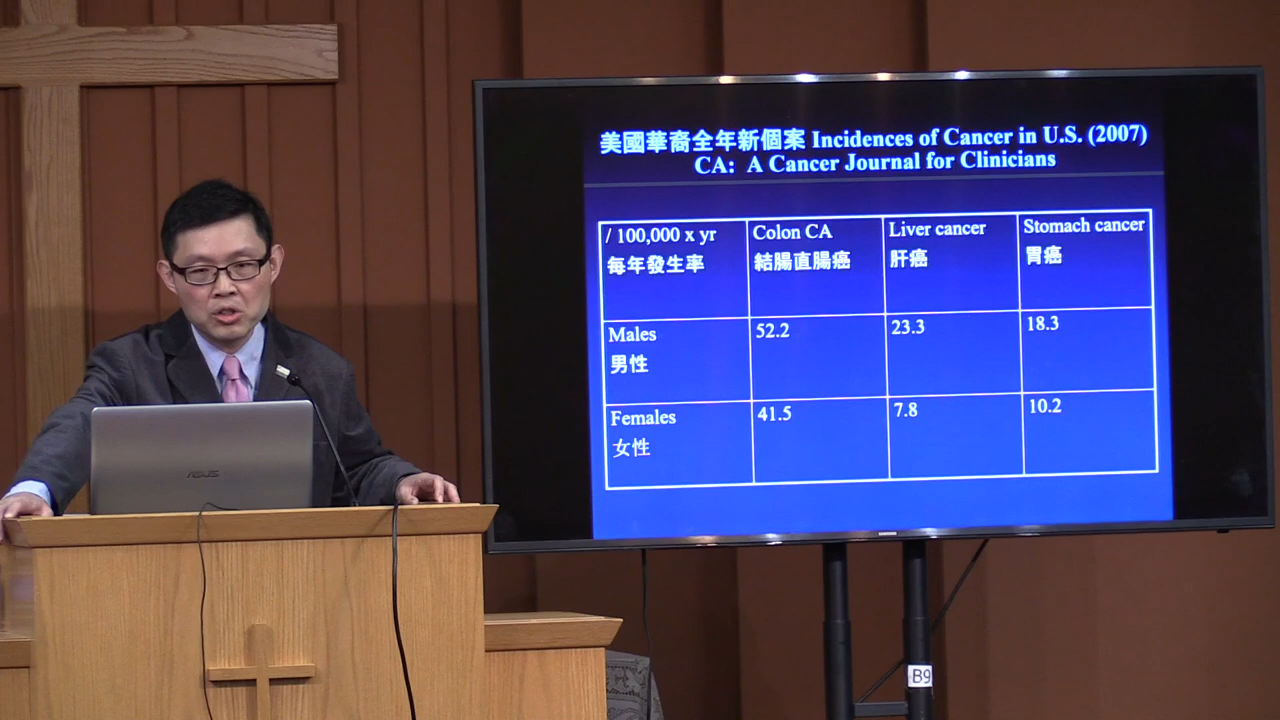 美國華裔全年新個案 Incidences of Cancer in U.S. (2007)
CA: A Cancer Journal for Clinicians
/ 100,000 x yr
每年發生率
Colon CA
結腸直腸癌
Liver cancer
肝癌
Stomach cancer
胃癌
Males
男性
52.2
23.3
18.3
Females
女性
41.5
7.8
10.2
ASUS
B9